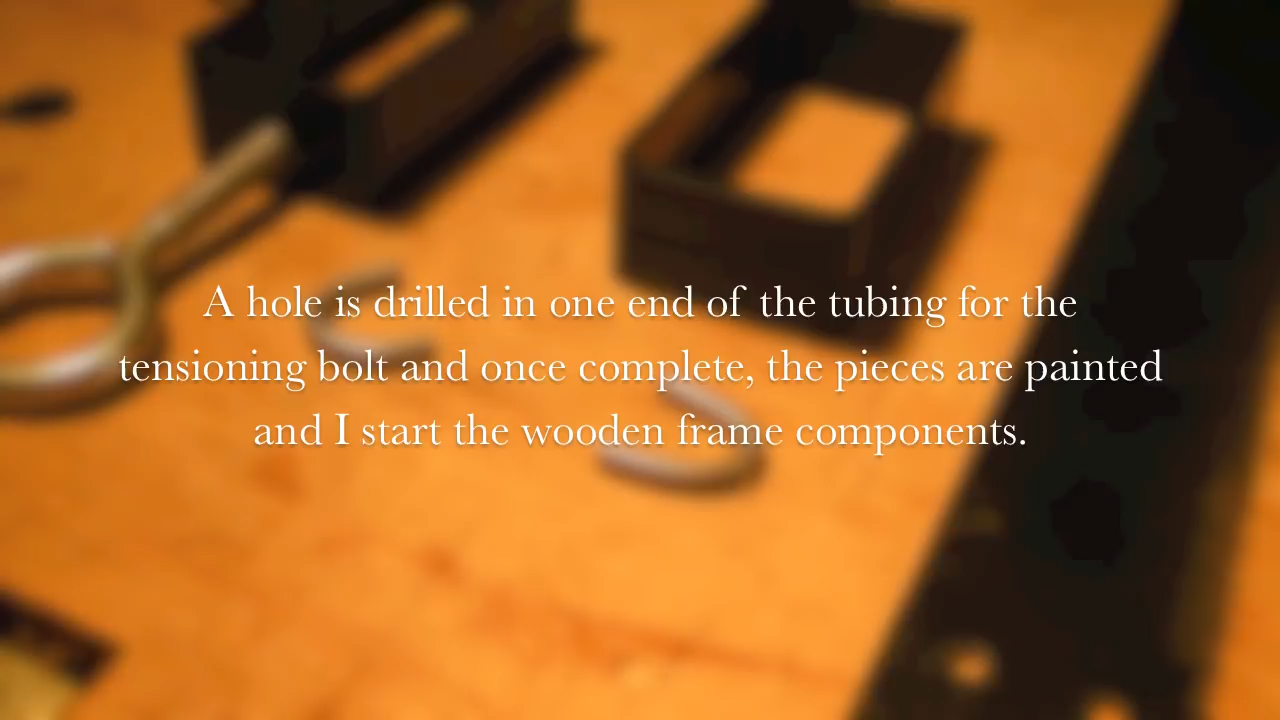 A hole is drilled in one end of the tubing for the
tensioning bolt and once complete, the pieces are painted
and I start the wooden frame components.